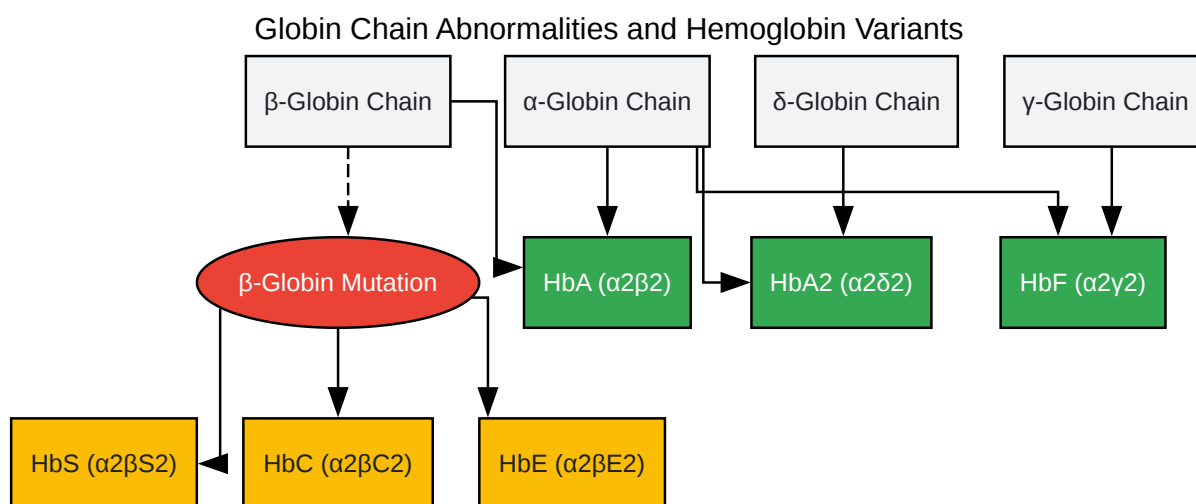 Globin Chain Abnormalities and Hemoglobin Variants
β-Globin Chain
α-Globin Chain
δ-Globin Chain
γ-Globin Chain
β-Globin Mutation
HbA (α2β2)
HbA2 (α2δ2)
HbF (α2γ2)
HbS (α2βS2)
HbC (α2βC2)
HbE (α2βE2)